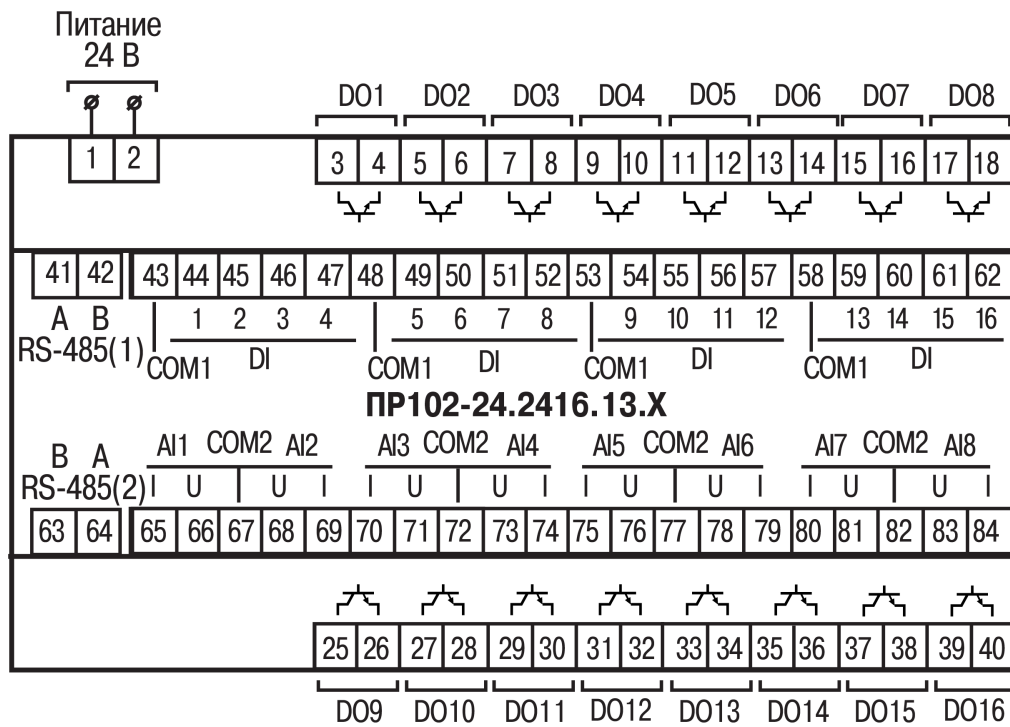 Питание
24 В
DO1 DO2 DO3 DO4 DO5 DO6 DO7 DO8
1 2 3 4 5 6 7 8 9 10 11 12 13 14 15 16 17 18
41 42 43 44 45 46 47 48 49 50 51 52 53 54 55 56 57 58 59 60 61 62
A B 1 2 3 4 5 6 7 8 9 10 11 12 13 14 15 16
RS-485(1) COM1 DI COM1 DI COM1 DI COM1 DI
ПР102-24.2416.13.X
B A AI1 COM2 AI2 AI3 COM2 AI4 AI5 COM2 AI6 AI7 COM2 AI8
RS-485(2) I U U I I U U I I U U I I U U I
63 64 65 66 67 68 69 70 71 72 73 74 75 76 77 78 79 80 81 82 83 84
25 26 27 28 29 30 31 32 33 34 35 36 37 38 39 40
DO9 DO10 DO11 DO12 DO13 DO14 DO15 DO16